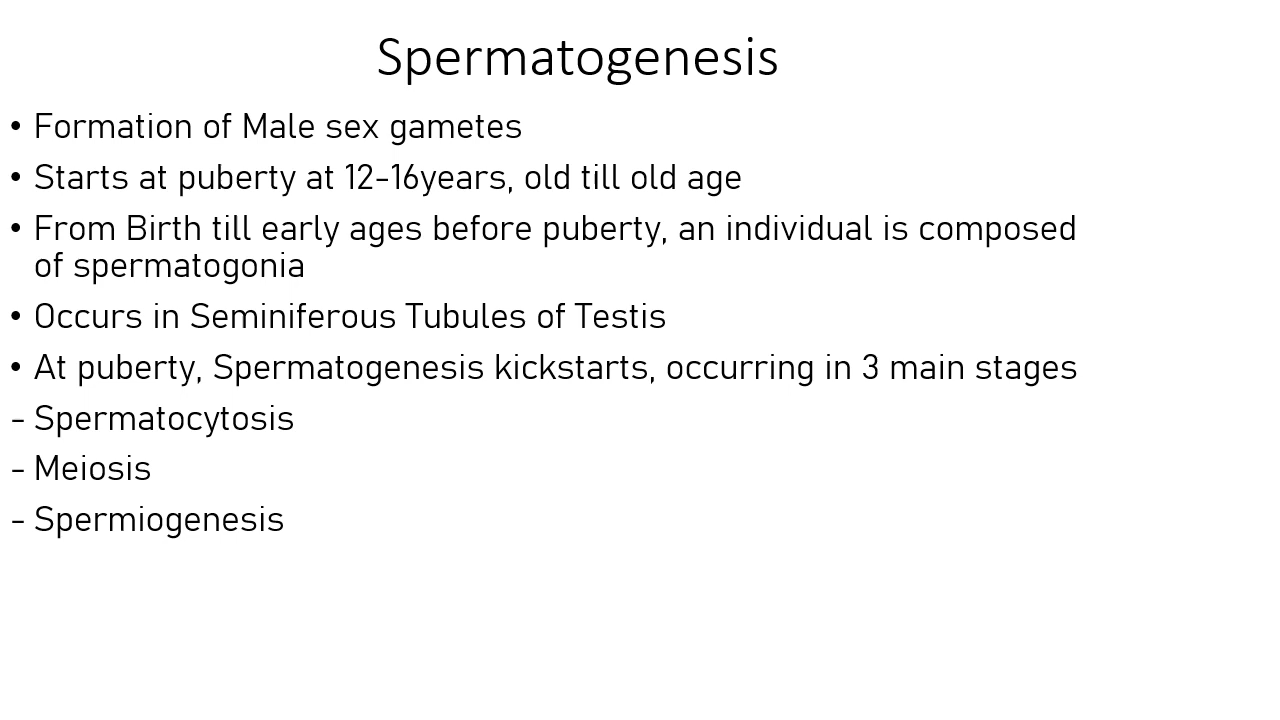 Spermatogenesis
• Formation of Male sex gametes
• Starts at puberty at 12-16years, old till old age
• From Birth till early ages before puberty, an individual is composed
of spermatogonia
• Occurs in Seminiferous Tubules of Testis
• At puberty, Spermatogenesis kickstarts, occurring in 3 main stages
- Spermatocytosis
- Meiosis
- Spermiogenesis